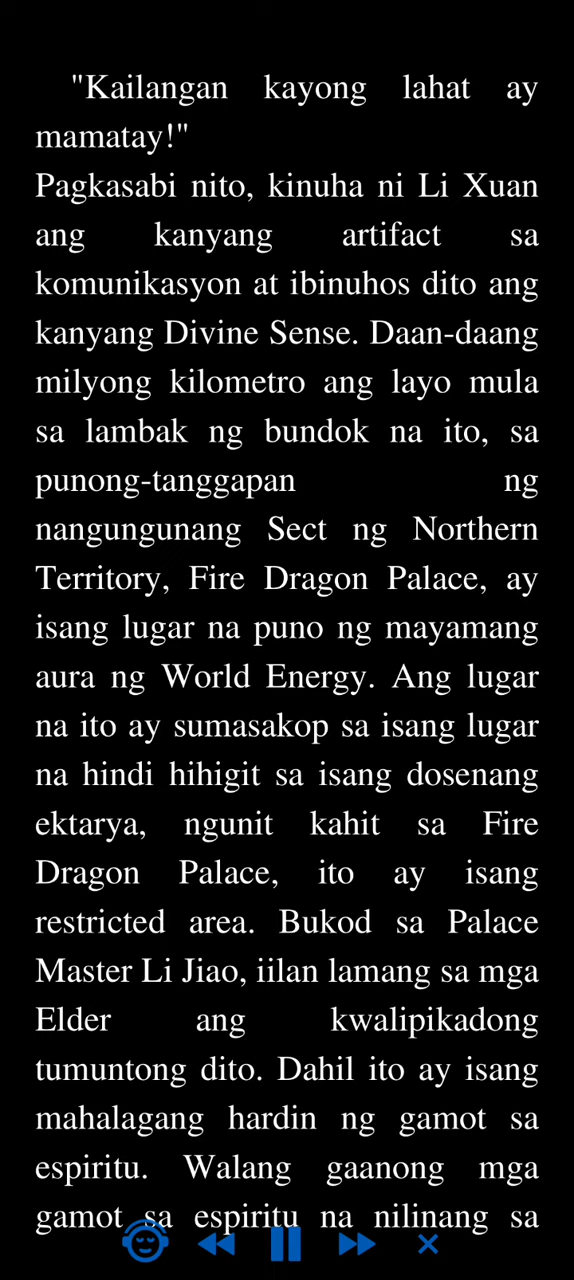 "Kailangan kayong lahat ay
mamatay!"
Pagkasabi nito, kinuha ni Li Xuan
ang kanyang artifact sa
komunikasyon at ibinuhos dito ang
kanyang Divine Sense. Daan-daang
milyong kilometro ang layo mula
sa lambak ng bundok na ito, sa
punong-tanggapan ng
nangungunang Sect ng Northern
Territory, Fire Dragon Palace, ay
isang lugar na puno ng mayamang
aura ng World Energy. Ang lugar
na ito ay sumasakop sa isang lugar
na hindi hihigit sa isang dosenang
ektarya, ngunit kahit sa Fire
Dragon Palace, ito ay isang
restricted area. Bukod sa Palace
Master Li Jiao, iilan lamang sa mga
Elder ang kwalipikadong
tumuntong dito. Dahil ito ay isang
mahalagang hardin ng gamot sa
espiritu. Walang gaanong mga
gamot sa espiritu na nilinang sa